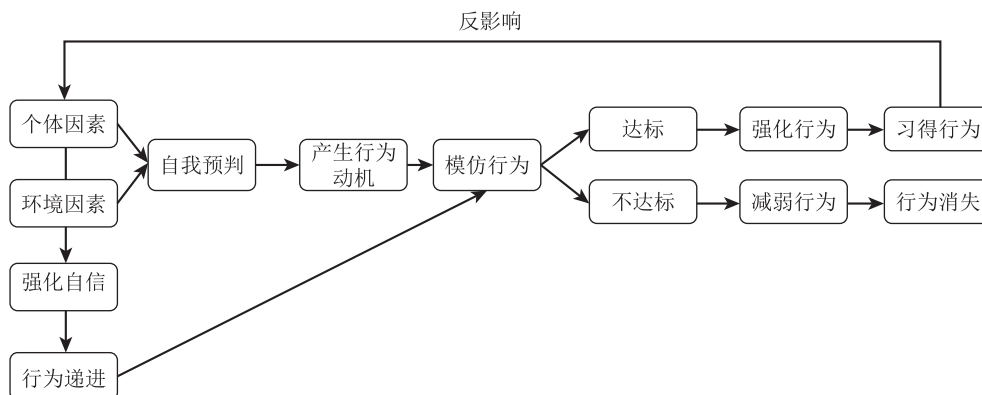 反影响
个体因素
环境因素
强化自信
行为递进
自我预判
产生行为
动机
模仿行为
达标
强化行为
习得行为
不达标
减弱行为
行为消失